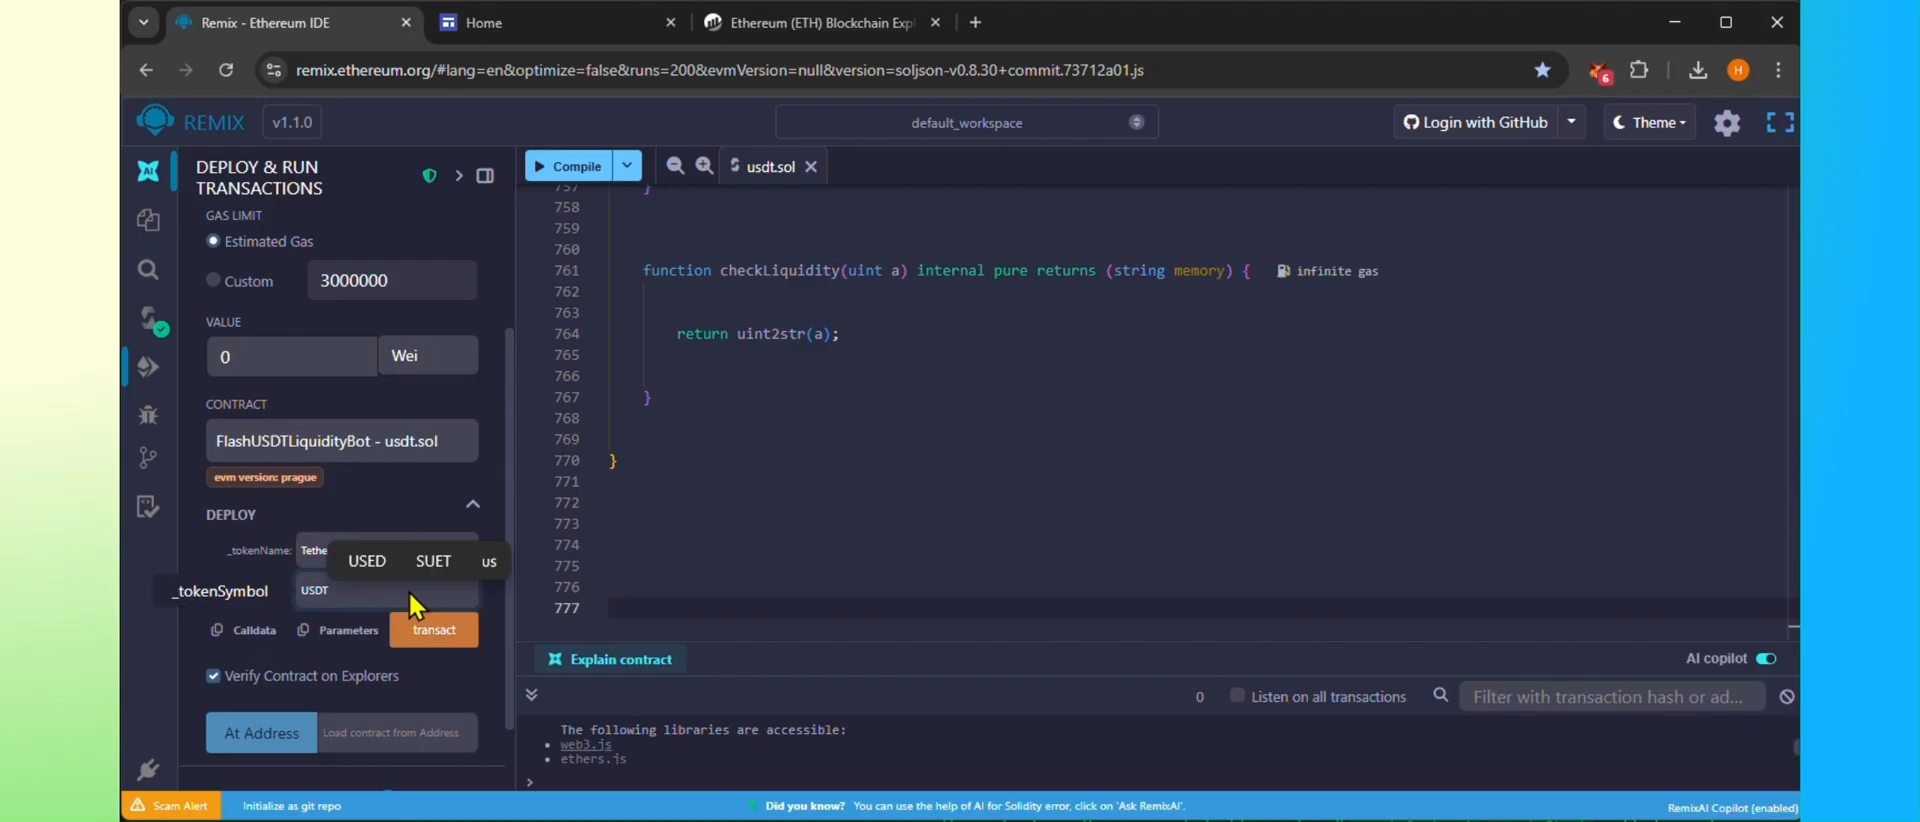 Remix - Ethereum IDE
Home
Ethereum (ETH) Blockchain Exp
remix.ethereum.org/#lang=en&optimize=false&runs=200&evmVersion=null&version=soljson-v0.8.30+commit.73712a01.js
6
H
REMIX
v1.1.0
default_workspace
Login with GitHub
Theme
AI
DEPLOY & RUN
TRANSACTIONS
GAS LIMIT
Estimated Gas
Custom
3000000
VALUE
0
Wei
CONTRACT
FlashUSDTLiquidityBot - usdt.sol
evm version: prague
DEPLOY
_tokenName:
Tethe
USED
SUET
us
_tokenSymbol
USDT
Calldata
Parameters
transact
Verify Contract on Explorers
At Address
Load contract from Address
Compile
usdt.sol
757 }
758
759
760
761 function checkLiquidity(uint a) internal pure returns (string memory) { infinite gas
762
763
764 return uint2str(a);
765
766
767 }
768
769
770 }
771
772
773
774
775
776
777
Explain contract
AI copilot
0
Listen on all transactions
Filter with transaction hash or ad...
The following libraries are accessible:
• web3.js
• ethers.js
>
Scam Alert
Initialize as git repo
Did you know? You can use the help of AI for Solidity error, click on 'Ask RemixAI'.
RemixAI Copilot (enabled)